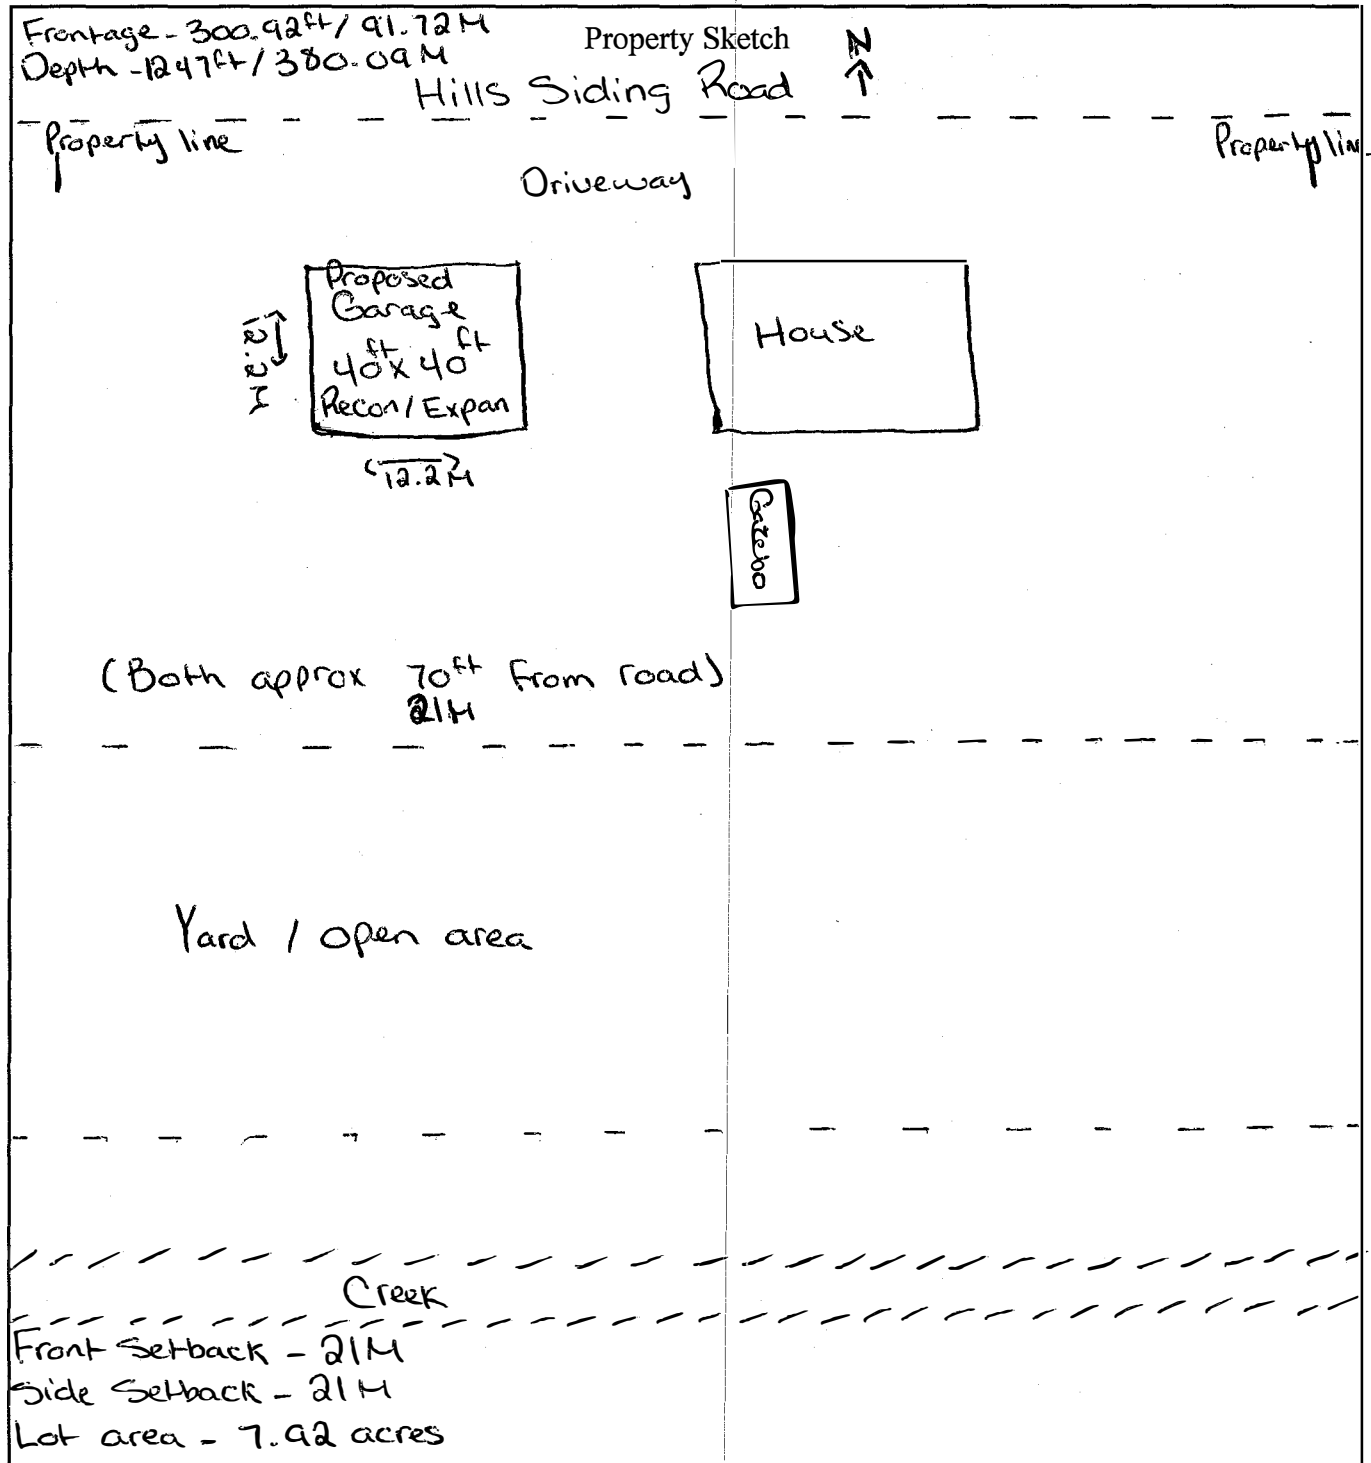 Frontage - 300.92ft / 91.72M
Depth - 1247ft / 380.09M
Property Sketch
N
Hills Siding Road
Property line
Property line
Driveway
Proposed
Garage
40ft x 40ft
Recon / Expan
12.2M
12.2M
House
Gazebo
(Both approx 70ft from road)
21M
Yard / open area
Creek
Front Setback - 21M
Side Setback - 21M
Lot area - 7.92 acres